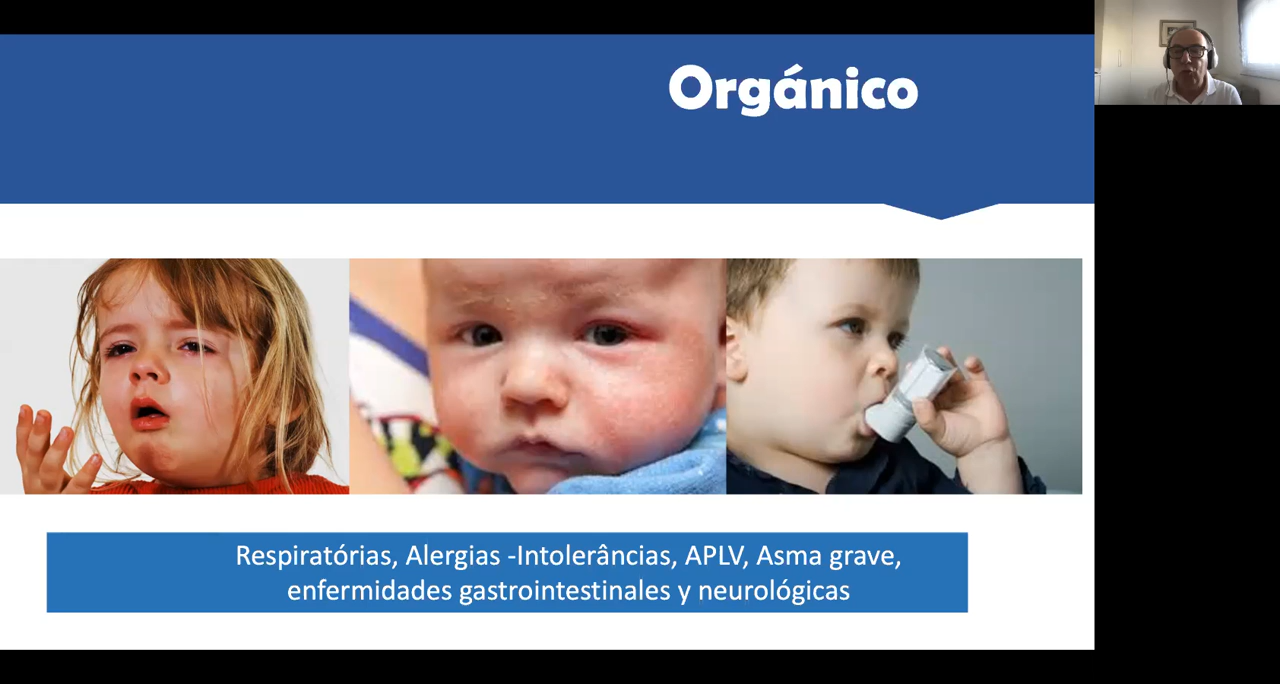 Orgánico
Respiratórias, Alergias -Intolerâncias, APLV, Asma grave,
enfermidades gastrointestinales y neurológicas